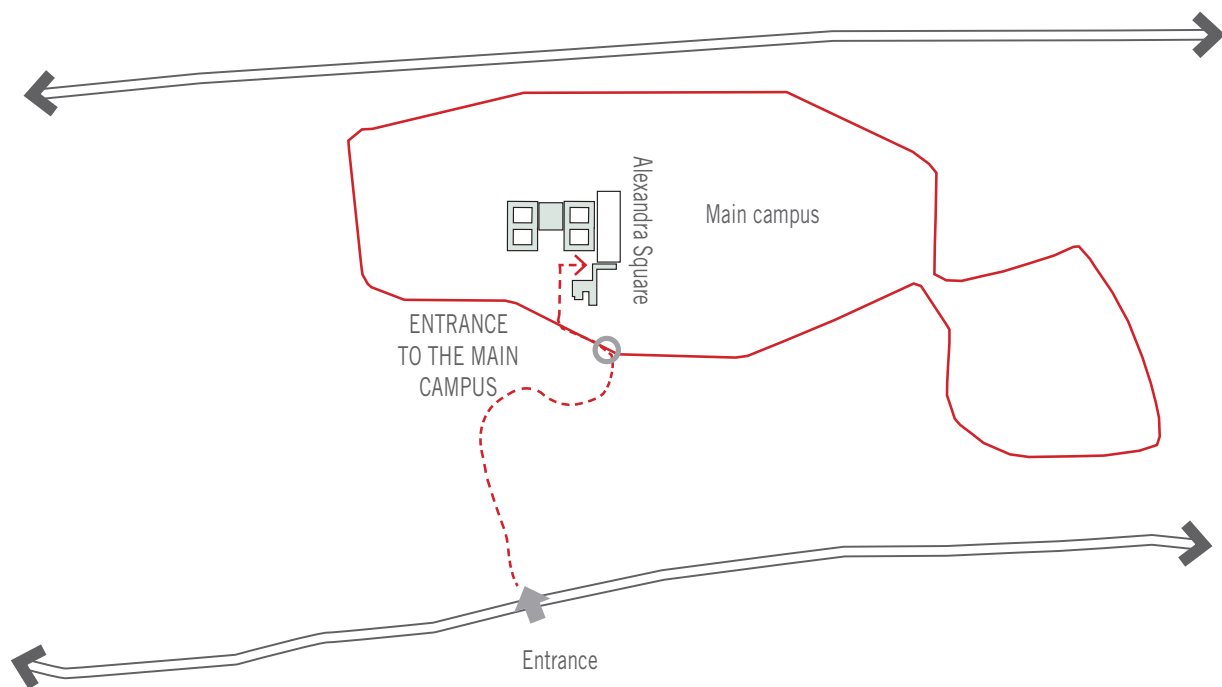 Alexandra Square
Main campus
ENTRANCE
TO THE MAIN
CAMPUS
Entrance